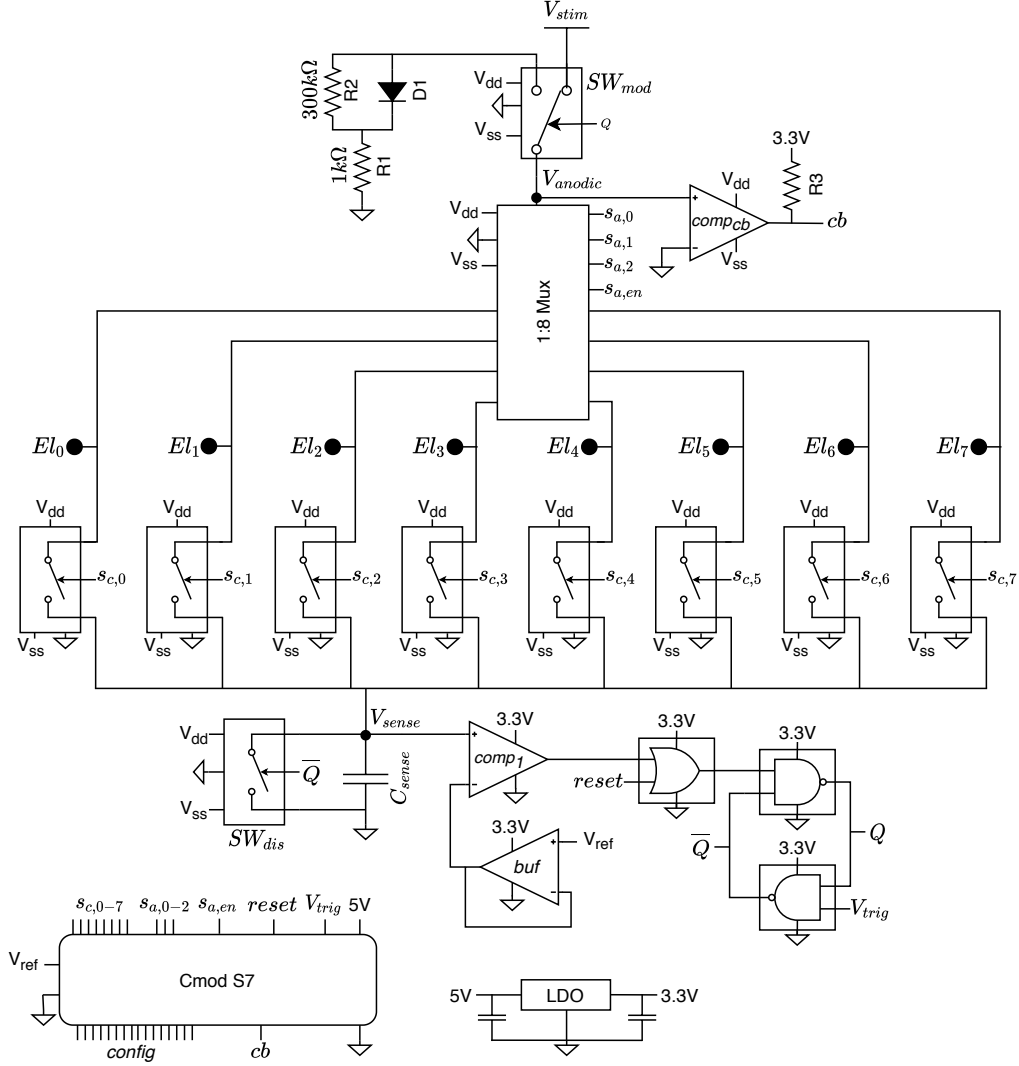 V_stim
300kΩ
R2
D1
V_dd
SW_mod
V_ss
Q
1kΩ
R1
3.3V
R3
V_anodic
V_dd
s_a,0
V_dd
comp_cb
cb
s_a,1
V_ss
s_a,2
V_ss
s_a,en
1:8 Mux
El_0
El_1
El_2
El_3
El_4
El_5
El_6
El_7
V_dd
V_dd
V_dd
V_dd
V_dd
V_dd
V_dd
V_dd
s_c,0
s_c,1
s_c,2
s_c,3
s_c,4
s_c,5
s_c,6
s_c,7
V_ss
V_ss
V_ss
V_ss
V_ss
V_ss
V_ss
V_ss
V_sense
3.3V
3.3V
3.3V
V_dd
Q̅
comp_1
C_sense
reset
V_ss
SW_dis
3.3V
V_ref
buf
Q̅
Q
3.3V
V_trig
s_c,0−7 s_a,0−2 s_a,en reset V_trig 5V
V_ref
Cmod S7
config
cb
5V
LDO
3.3V